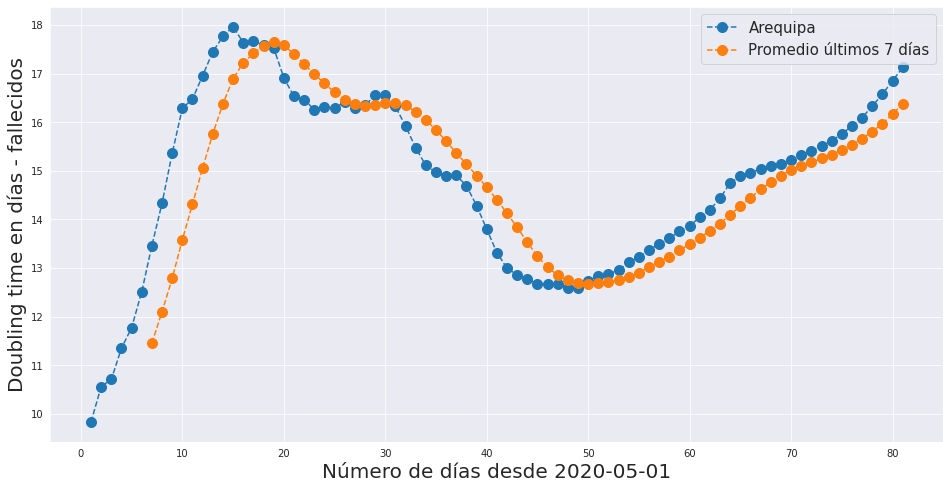 Doubling time en días - fallecidos
18
17
16
15
14
13
12
11
10
Arequipa
Promedio últimos 7 días
0 10 20 30 40 50 60 70 80
Número de días desde 2020-05-01